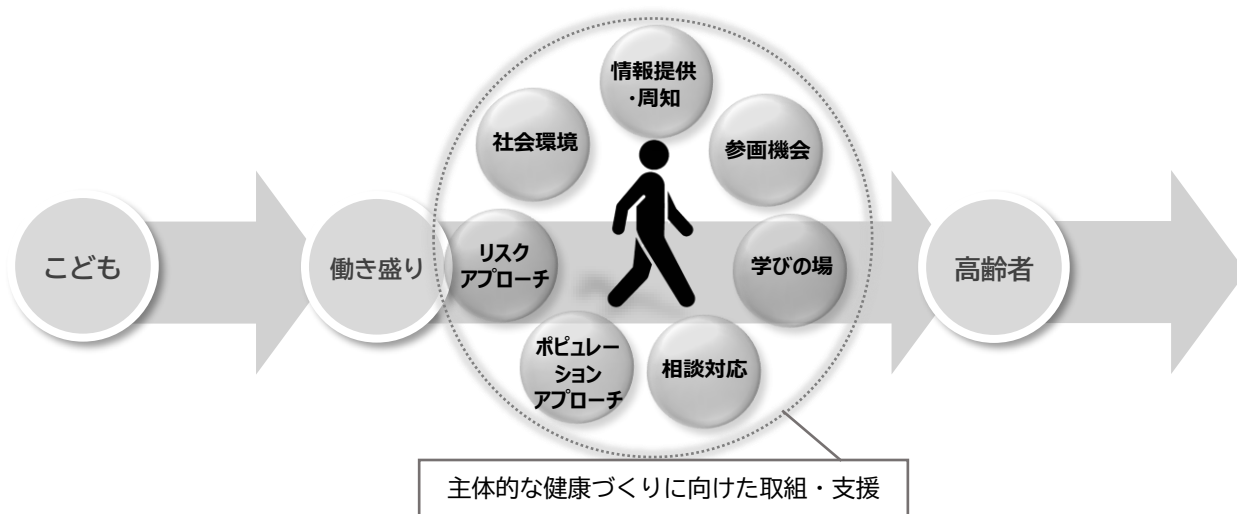 情報提供
・周知
社会環境
参画機会
こども
働き盛り
リスク
アプローチ
学びの場
高齢者
ポピュレー
ション
アプローチ
相談対応
主体的な健康づくりに向けた取組・支援